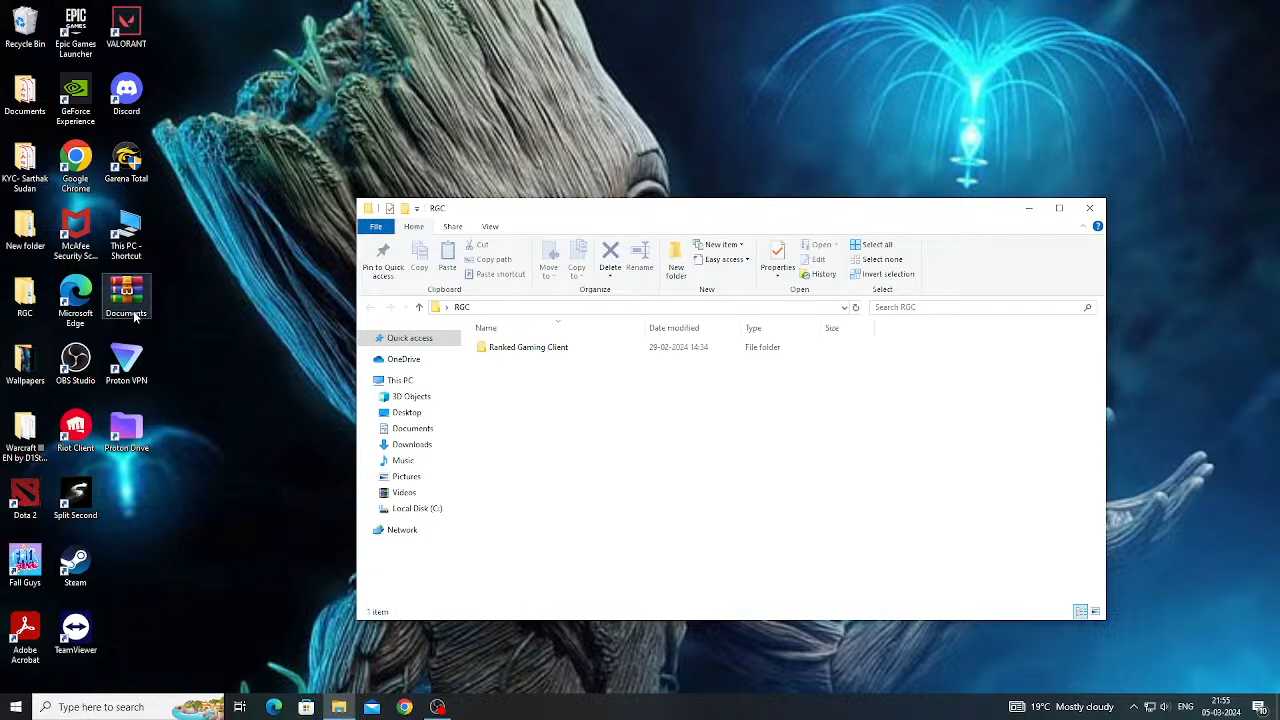 Recycle Bin
EPIC GAMES
Epic Games Launcher
VALORANT
Documents
GeForce Experience
Discord
KYC- Sarthak Sudan
Google Chrome
Garena Total
New folder
McAfee Security Sc...
This PC - Shortcut
RGC
Microsoft Edge
Documents
Wallpapers
OBS Studio
Proton VPN
Warcraft III EN by D1St...
Riot Client
Proton Drive
Dota 2
Split Second
Fall Guys
Steam
Adobe Acrobat
TeamViewer
RGC
File Home Share View
Pin to Quick access
Copy
Paste
Cut
Copy path
Paste shortcut
Clipboard
Move to
Copy to
Delete
Rename
Organize
New folder
New item
Easy access
New
Properties
Open
Edit
History
Open
Select all
Select none
Invert selection
Select
RGC
Search RGC
Name Date modified Type Size
Ranked Gaming Client 29-02-2024 14:34 File folder
Quick access
OneDrive
This PC
3D Objects
Desktop
Documents
Downloads
Music
Pictures
Videos
Local Disk (C:)
Network
1 item
Type here to search
19°C Mostly cloudy
ENG
21:55
05-03-2024